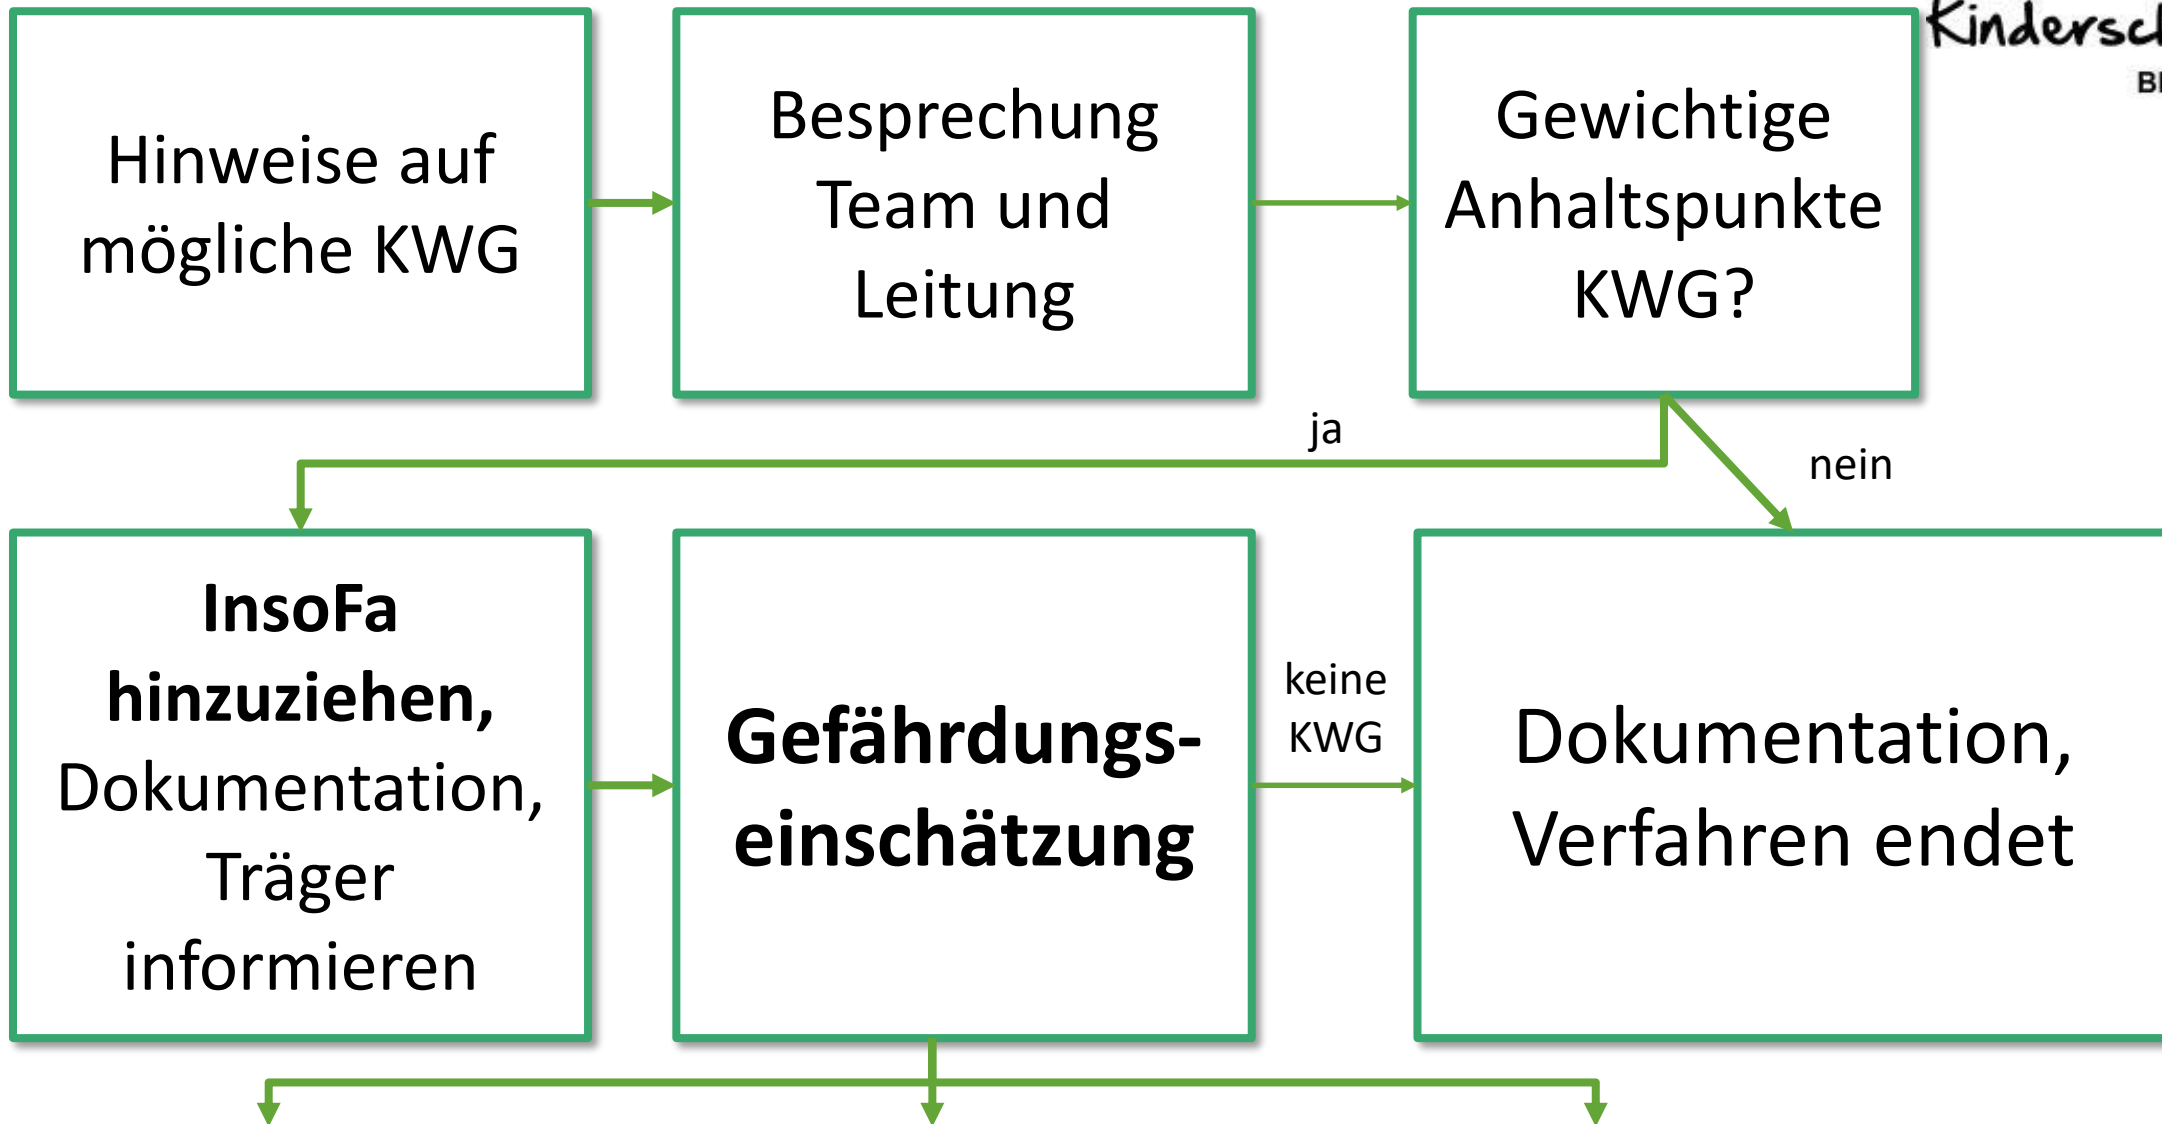 Hinweise auf
mögliche KWG
Besprechung
Team und
Leitung
Gewichtige
Anhaltspunkte
KWG?
ja
nein
InsoFa
hinzuziehen,
Dokumentation,
Träger
informieren
Gefährdungs-
einschätzung
keine
KWG
Dokumentation,
Verfahren endet